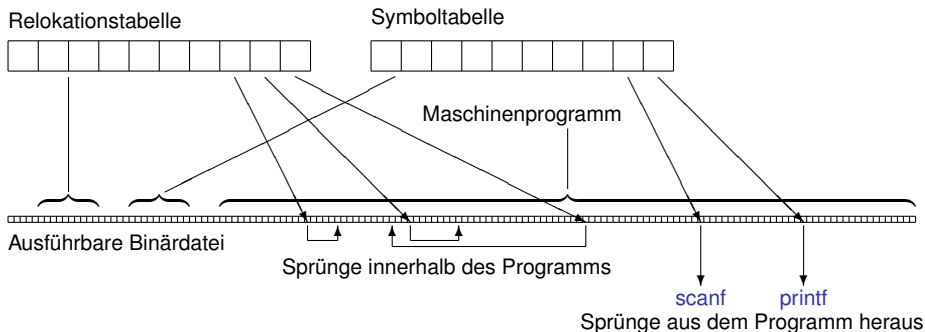 Relokationstabelle
Symboltabelle
Maschinenprogramm
Ausführbare Binärdatei
Sprünge innerhalb des Programms
scanf
printf
Sprünge aus dem Programm heraus